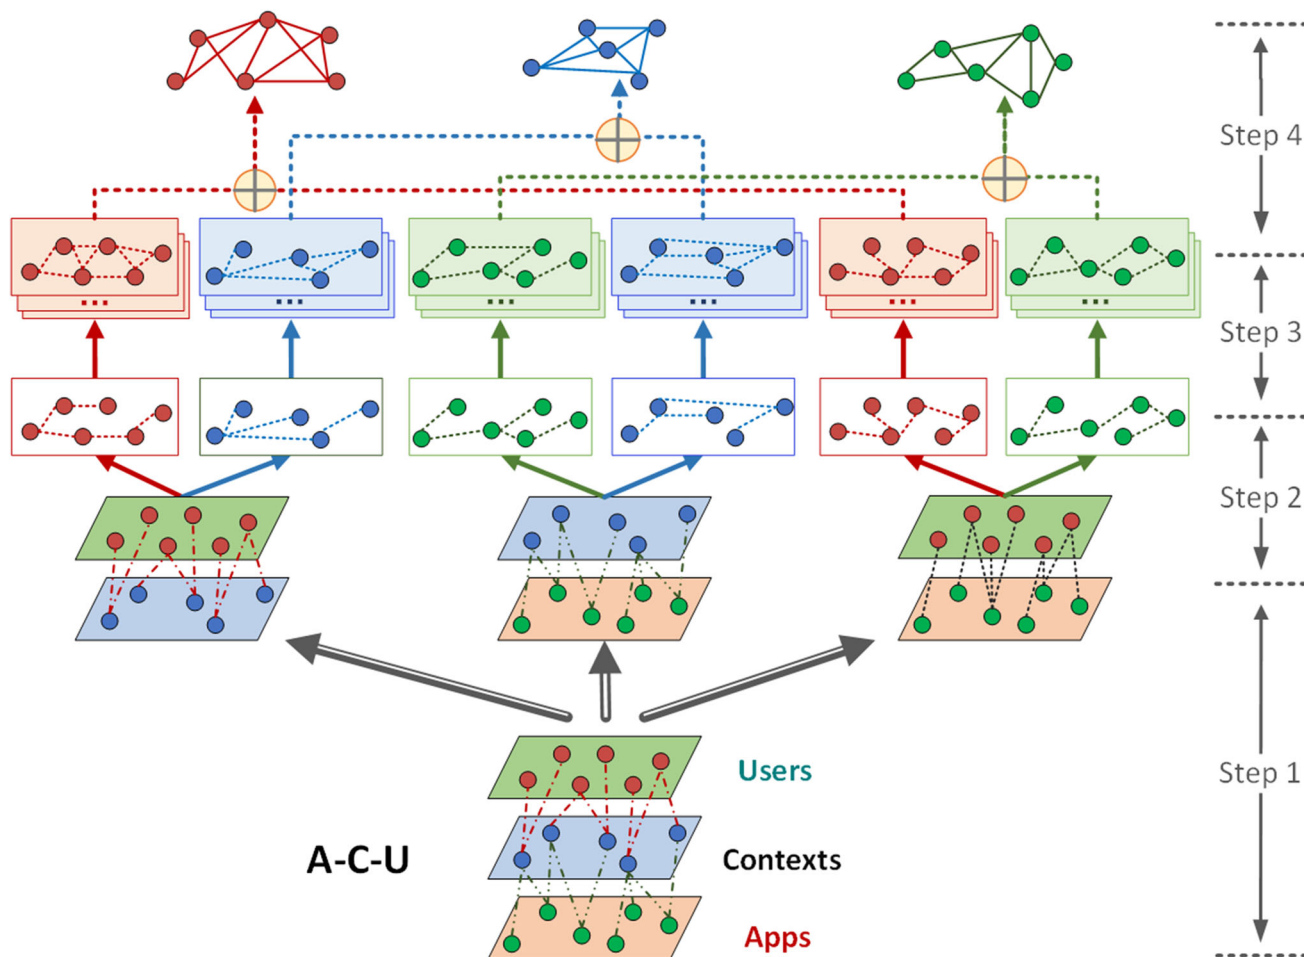 Step 4
...
...
...
...
...
...
Step 3
Step 2
Step 1
Users
A-C-U
Contexts
Apps